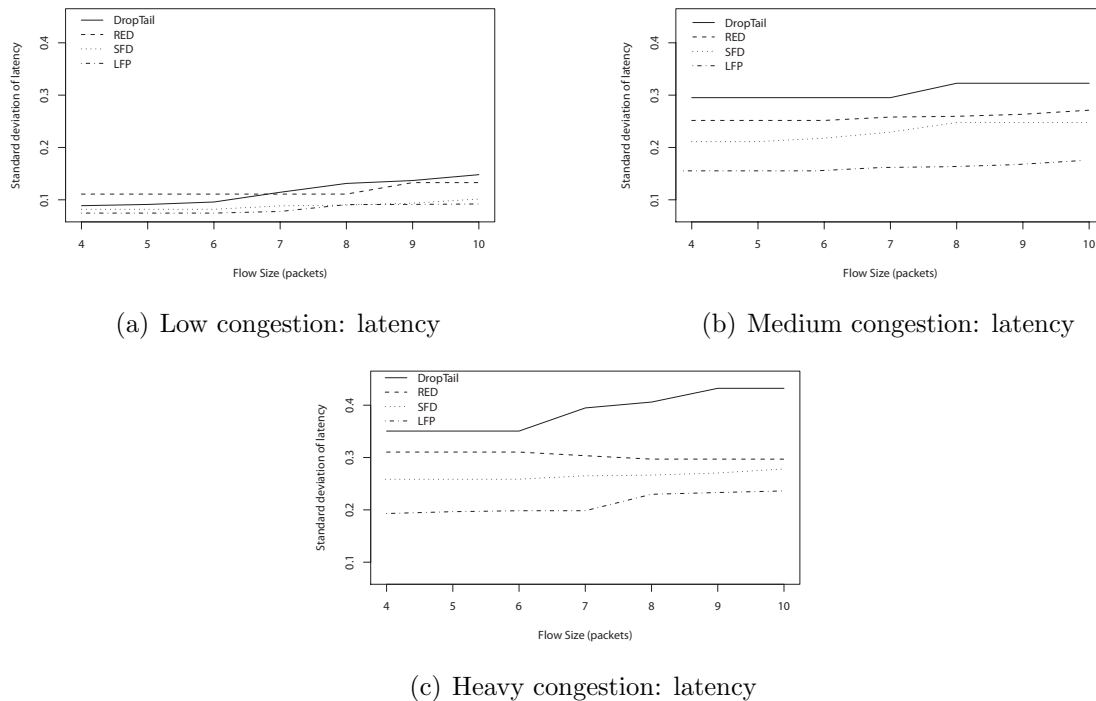 DropTail
RED
SFD
LFP
Standard deviation of latency
0.1 0.2 0.3 0.4
4 5 6 7 8 9 10
Flow Size (packets)
(a) Low congestion: latency
DropTail
RED
SFD
LFP
Standard deviation of latency
0.1 0.2 0.3 0.4
4 5 6 7 8 9 10
Flow Size (packets)
(b) Medium congestion: latency
DropTail
RED
SFD
LFP
Standard deviation of latency
0.1 0.2 0.3 0.4
4 5 6 7 8 9 10
Flow Size (packets)
(c) Heavy congestion: latency